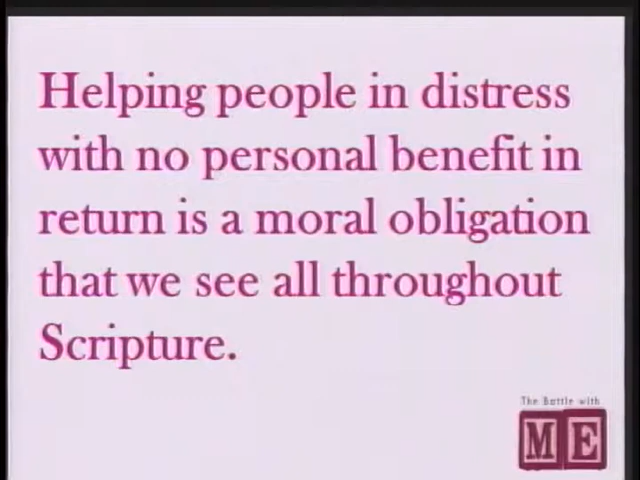 Helping people in distress
with no personal benefit in
return is a moral obligation
that we see all throughout
Scripture.
The Battle with
ME